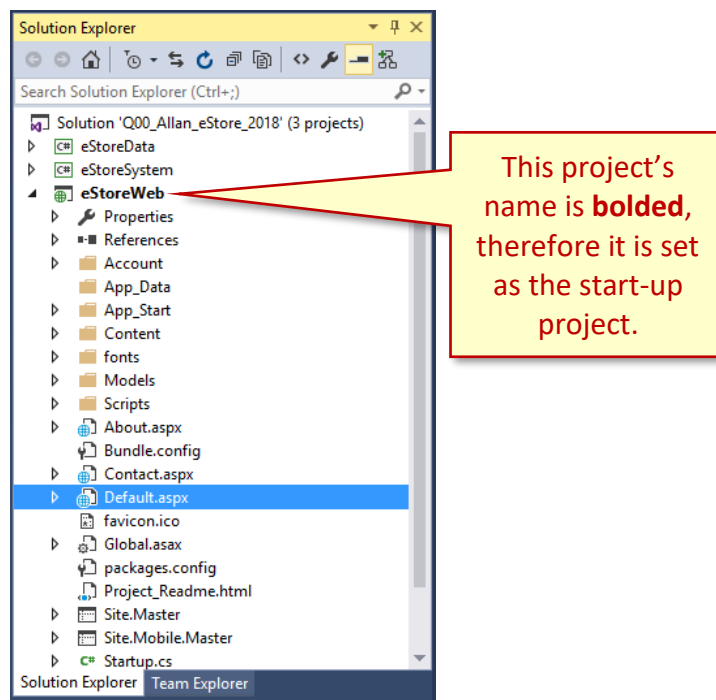 Solution Explorer
Search Solution Explorer (Ctrl+;)
Solution 'Q00_Allan_eStore_2018' (3 projects)
C# eStoreData
C# eStoreSystem
eStoreWeb
Properties
References
Account
App_Data
App_Start
Content
fonts
Models
Scripts
About.aspx
Bundle.config
Contact.aspx
Default.aspx
favicon.ico
Global.asax
packages.config
Project_Readme.html
Site.Master
Site.Mobile.Master
C# Startup.cs
Solution Explorer Team Explorer
This project's
name is bolded,
therefore it is set
as the start-up
project.